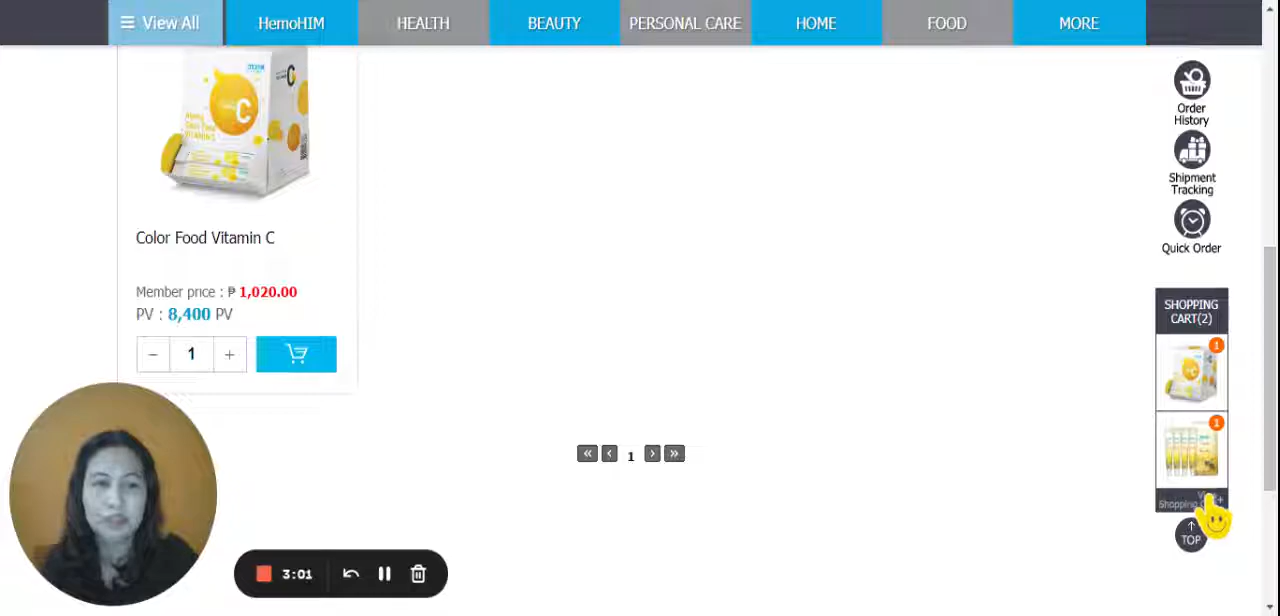 ☰ View All
HemoHIM
HEALTH
BEAUTY
PERSONAL CARE
HOME
FOOD
MORE
C
Color Food Vitamin C
Member price : ₱ 1,020.00
PV : 8,400 PV
− 1 +
« ‹ 1 › »
Order
History
Shipment
Tracking
Quick Order
SHOPPING
CART(2)
1
1
Shopping
TOP
3:01